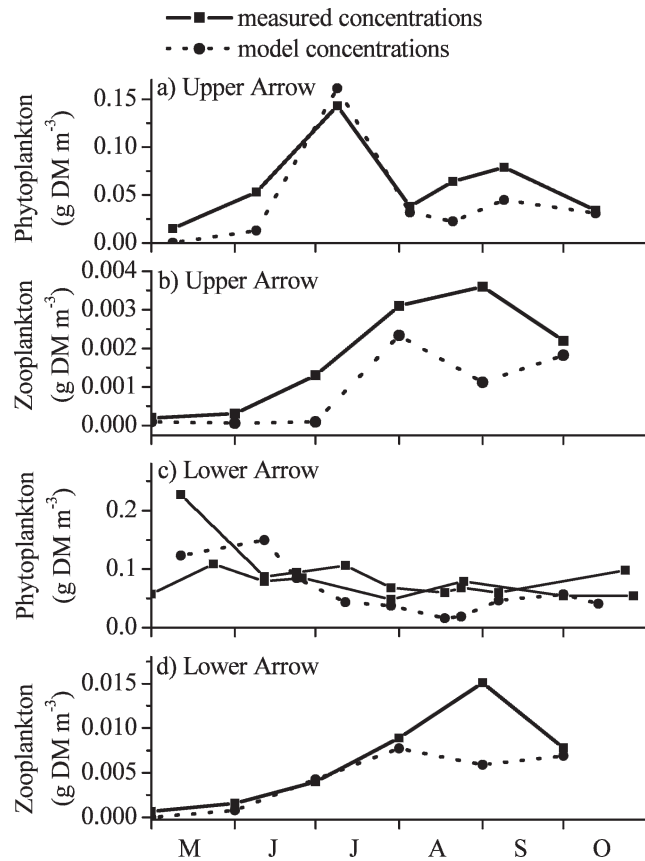 measured concentrations
model concentrations
a) Upper Arrow
Phytoplankton
(g DM m⁻³)
0.15
0.10
0.05
0.00
b) Upper Arrow
Zooplankton
(g DM m⁻³)
0.004
0.003
0.002
0.001
0.000
c) Lower Arrow
Phytoplankton
(g DM m⁻³)
0.2
0.1
0.0
d) Lower Arrow
Zooplankton
(g DM m⁻³)
0.015
0.010
0.005
0.000
M J J A S O